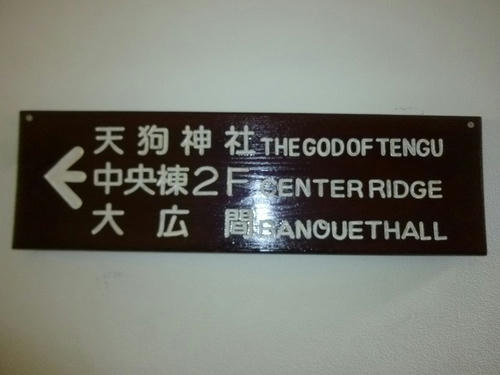 天狗神社 THE GOD OF TENGU
中央棟2F CENTER RIDGE
大広間 BANQUET HALL